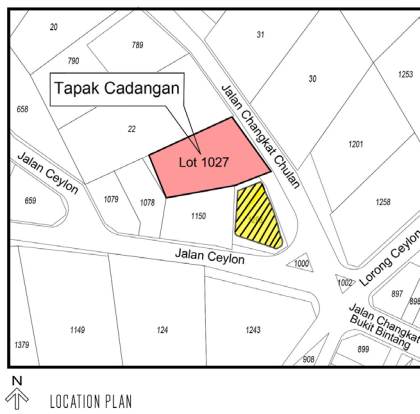 20
789
31
790
30
1253
658
Tapak Cadangan
22
Jalan Changkat Chulan
1201
Lot 1027
Jalan Ceylon
659
1079
1078
1150
1258
Jalan Ceylon
1000
Lorong Ceylon
1002
897
898
Jalan Changkat
Bukit Bintang
1379
1149
124
1243
908
899
N
LOCATION PLAN